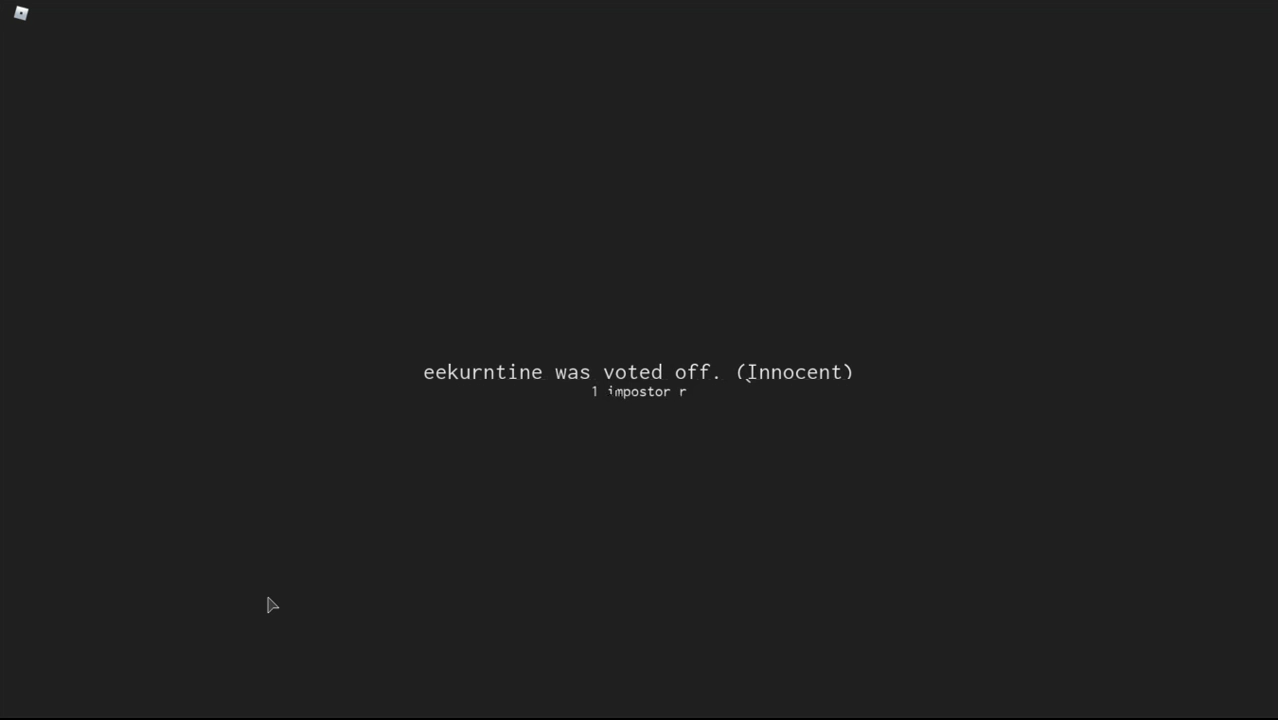 eekurntine was voted off. (Innocent)
1 impostor r